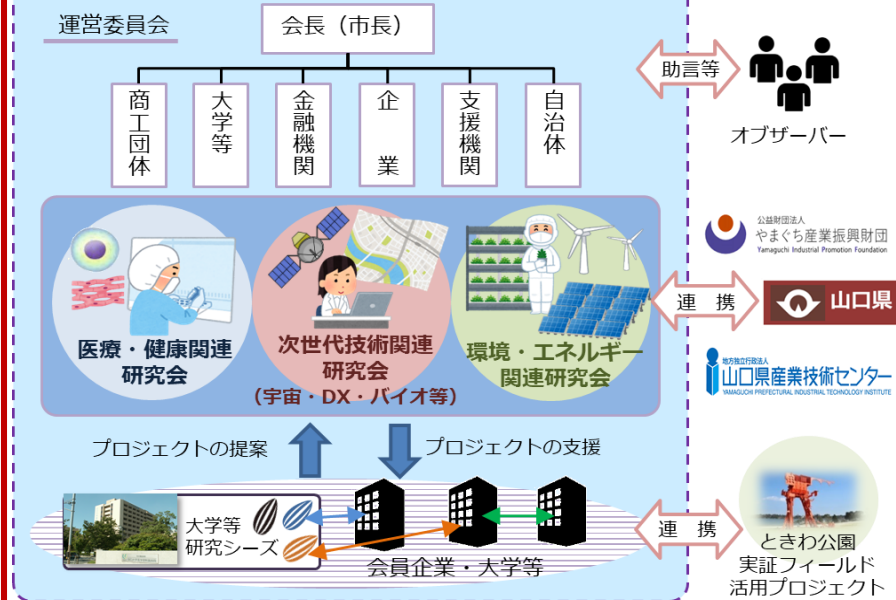 運営委員会
会長（市長）
助言等
オブザーバー
商工団体
大学等
金融機関
企　業
支援機関
自治体
公益財団法人
やまぐち産業振興財団
Yamaguchi Industrial Promotion Foundation
連　携
山口県
地方独立行政法人
山口県産業技術センター
YAMAGUCHI PREFECTURAL INDUSTRIAL TECHNOLOGY INSTITUTE
医療・健康関連
研究会
次世代技術関連
研究会
（宇宙・DX・バイオ等）
環境・エネルギー
関連研究会
プロジェクトの提案
プロジェクトの支援
大学等
研究シーズ
会員企業・大学等
連　携
ときわ公園
実証フィールド
活用プロジェクト